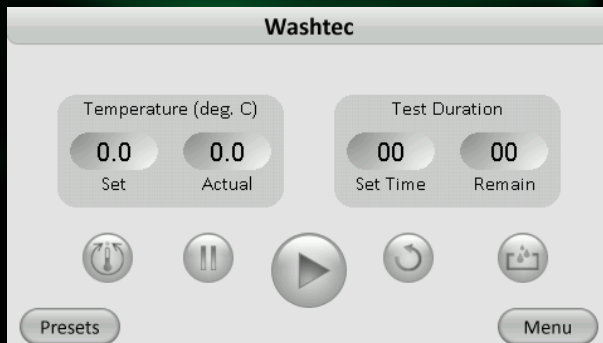 Washtec
Temperature (deg. C)
Test Duration
0.0
0.0
00
00
Set
Actual
Set Time
Remain
Presets
Menu